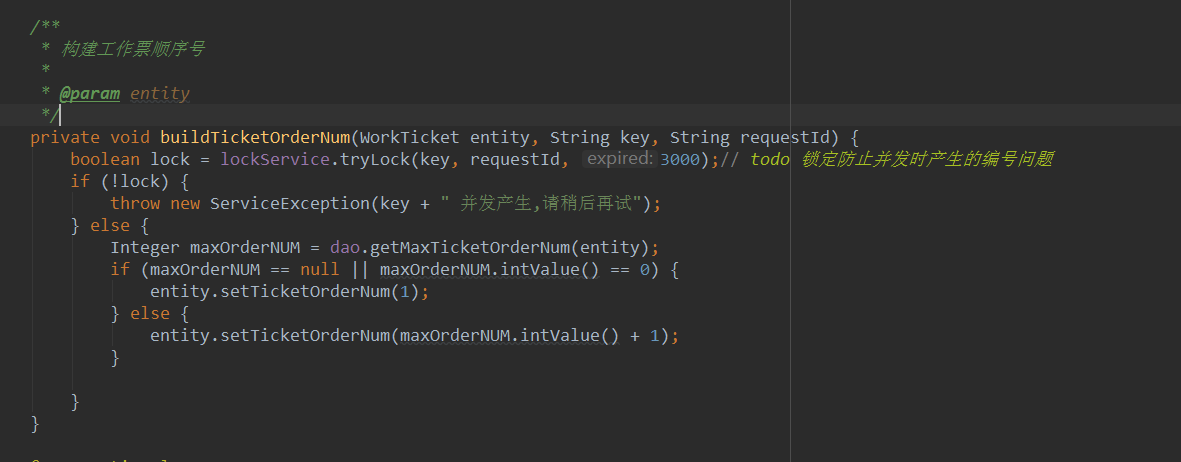 /**
 * 构建工作票顺序号
 *
 * @param entity
 */
private void buildTicketOrderNum(WorkTicket entity, String key, String requestId) {
    boolean lock = lockService.tryLock(key, requestId, expired: 3000);// todo 锁定防止并发时产生的编号问题
    if (!lock) {
        throw new ServiceException(key + " 并发产生,请稍后再试");
    } else {
        Integer maxOrderNUM = dao.getMaxTicketOrderNum(entity);
        if (maxOrderNUM == null || maxOrderNUM.intValue() == 0) {
            entity.setTicketOrderNum(1);
        } else {
            entity.setTicketOrderNum(maxOrderNUM.intValue() + 1);
        }
    }
}